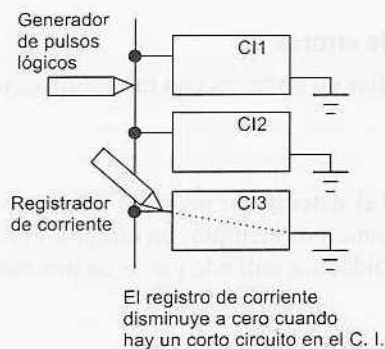 Generador
de pulsos
lógicos
CI1
CI2
CI3
Registrador
de corriente
El registro de corriente
disminuye a cero cuando
hay un corto circuito en el C. I.